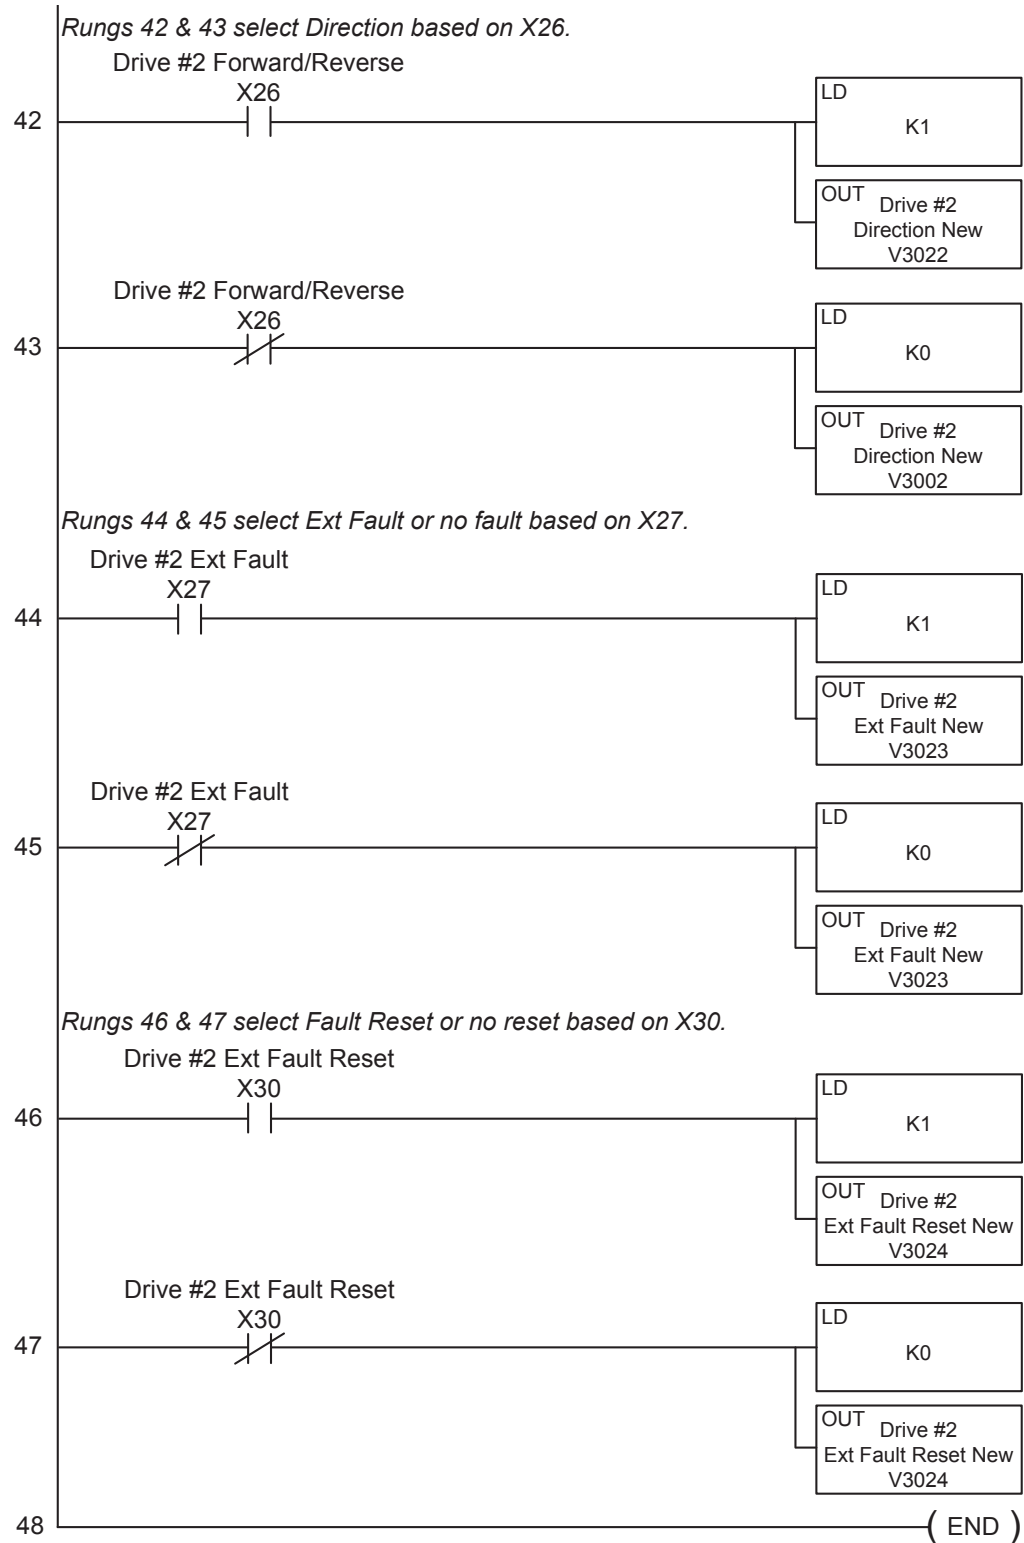 Rungs 42 & 43 select Direction based on X26.
Drive #2 Forward/Reverse
X26
42
LD
K1
OUT
Drive #2
Direction New
V3022
Drive #2 Forward/Reverse
X26
43
LD
K0
OUT
Drive #2
Direction New
V3002
Rungs 44 & 45 select Ext Fault or no fault based on X27.
Drive #2 Ext Fault
X27
44
LD
K1
OUT
Drive #2
Ext Fault New
V3023
Drive #2 Ext Fault
X27
45
LD
K0
OUT
Drive #2
Ext Fault New
V3023
Rungs 46 & 47 select Fault Reset or no reset based on X30.
Drive #2 Ext Fault Reset
X30
46
LD
K1
OUT
Drive #2
Ext Fault Reset New
V3024
Drive #2 Ext Fault Reset
X30
47
LD
K0
OUT
Drive #2
Ext Fault Reset New
V3024
48
( END )